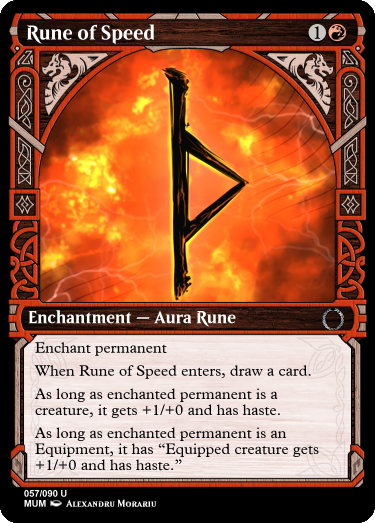 Rune of Speed 1
Enchantment — Aura Rune
Enchant permanent
When Rune of Speed enters, draw a card.
As long as enchanted permanent is a
creature, it gets +1/+0 and has haste.
As long as enchanted permanent is an
Equipment, it has “Equipped creature gets
+1/+0 and has haste.”
057/090 U
MUM Alexandru Morariu